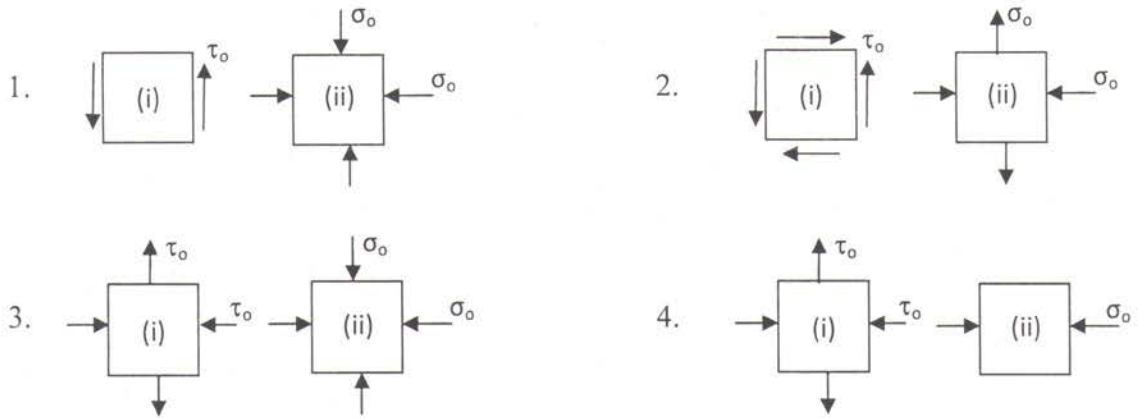 σₒ
σₒ
τₒ
τₒ
1. (i) (ii) σₒ
2. (i) (ii) σₒ
τₒ
σₒ
τₒ
3. (i) τₒ (ii) σₒ
4. (i) τₒ (ii) σₒ